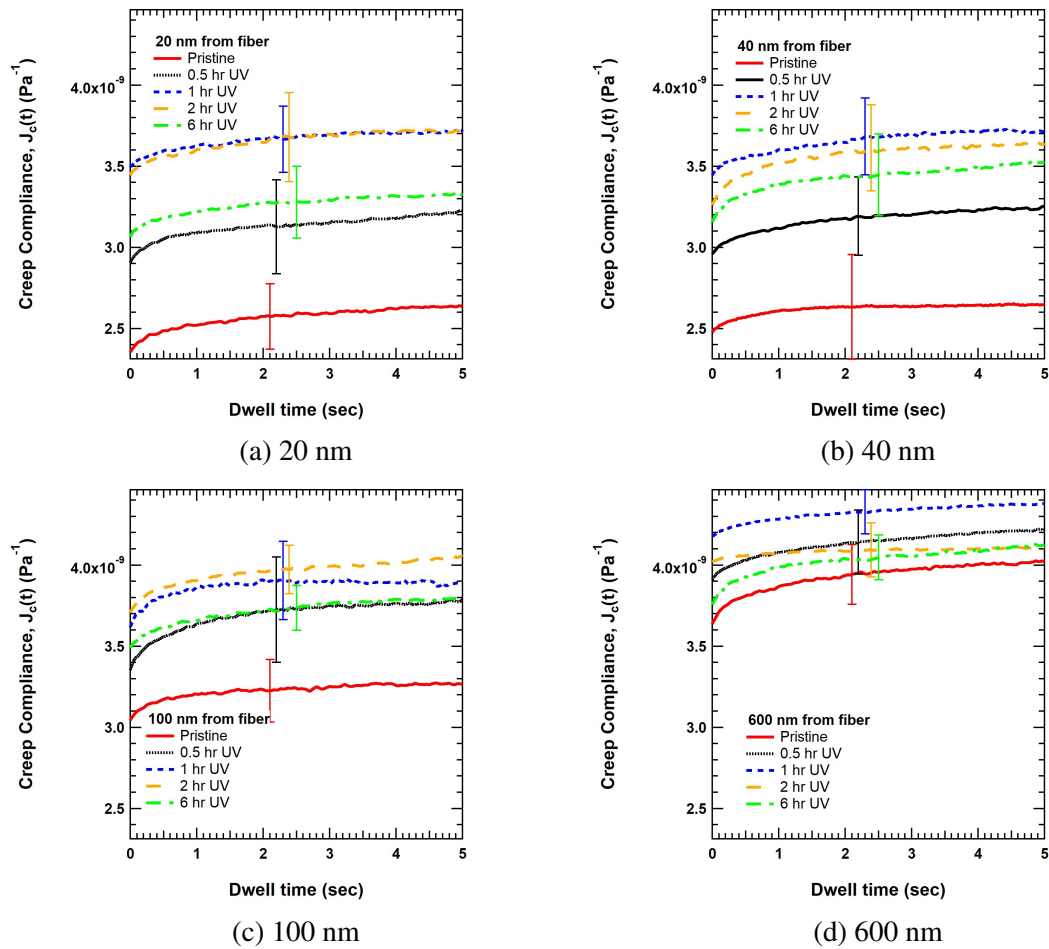 20 nm from fiber
Pristine
0.5 hr UV
1 hr UV
2 hr UV
6 hr UV
4.0x10⁻⁹
3.5
3.0
2.5
Creep Compliance, J_c(t) (Pa⁻¹)
0 1 2 3 4 5
Dwell time (sec)
(a) 20 nm
40 nm from fiber
Pristine
0.5 hr UV
1 hr UV
2 hr UV
6 hr UV
4.0x10⁻⁹
3.5
3.0
2.5
Creep Compliance, J_c(t) (Pa⁻¹)
0 1 2 3 4 5
Dwell time (sec)
(b) 40 nm
4.0x10⁻⁹
3.5
3.0
2.5
Creep Compliance, J_c(t) (Pa⁻¹)
100 nm from fiber
Pristine
0.5 hr UV
1 hr UV
2 hr UV
6 hr UV
0 1 2 3 4 5
Dwell time (sec)
(c) 100 nm
4.0x10⁻⁹
3.5
3.0
2.5
Creep Compliance, J_c(t) (Pa⁻¹)
600 nm from fiber
Pristine
0.5 hr UV
1 hr UV
2 hr UV
6 hr UV
0 1 2 3 4 5
Dwell time (sec)
(d) 600 nm